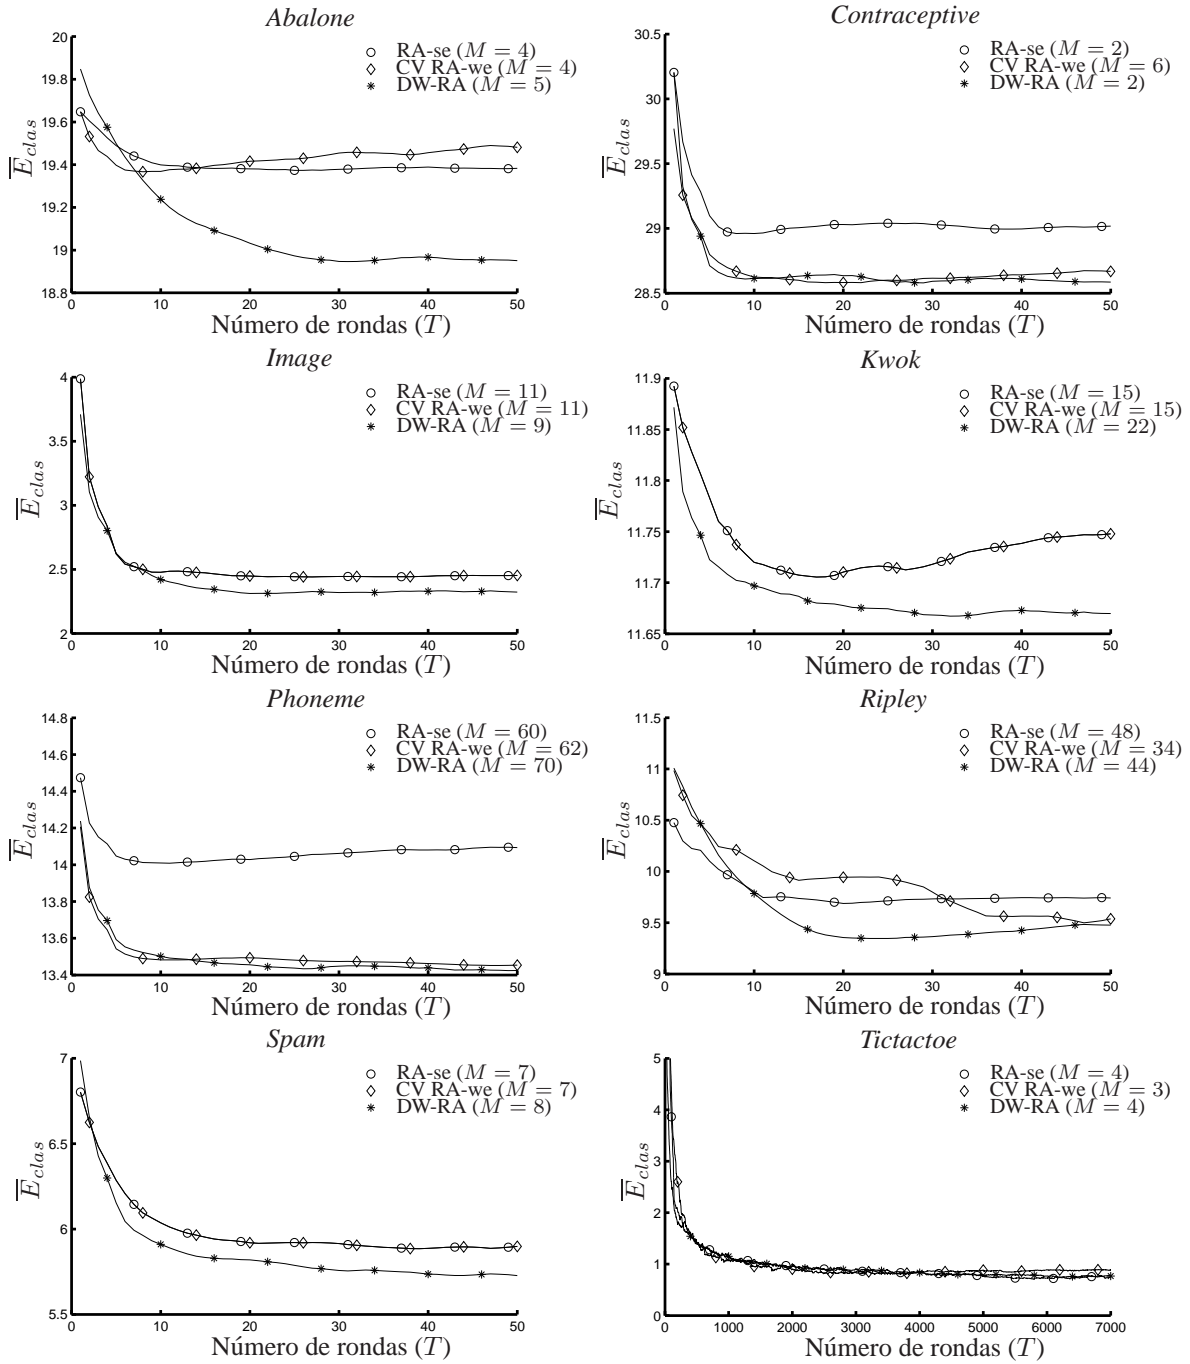 Abalone
20
19.8
19.6
19.4
19.2
19
18.8
0 10 20 30 40 50
E_clas
Número de rondas (T)
RA-se (M = 4)
CV RA-we (M = 4)
DW-RA (M = 5)
Contraceptive
30.5
30
29.5
29
28.5
0 10 20 30 40 50
E_clas
Número de rondas (T)
RA-se (M = 2)
CV RA-we (M = 6)
DW-RA (M = 2)
Image
4
3.5
3
2.5
2
0 10 20 30 40 50
E_clas
Número de rondas (T)
RA-se (M = 11)
CV RA-we (M = 11)
DW-RA (M = 9)
Kwok
11.9
11.85
11.8
11.75
11.7
11.65
0 10 20 30 40 50
E_clas
Número de rondas (T)
RA-se (M = 15)
CV RA-we (M = 15)
DW-RA (M = 22)
Phoneme
14.8
14.6
14.4
14.2
14
13.8
13.6
13.4
0 10 20 30 40 50
E_clas
Número de rondas (T)
RA-se (M = 60)
CV RA-we (M = 62)
DW-RA (M = 70)
Ripley
11.5
11
10.5
10
9.5
9
0 10 20 30 40 50
E_clas
Número de rondas (T)
RA-se (M = 48)
CV RA-we (M = 34)
DW-RA (M = 44)
Spam
7
6.5
6
5.5
0 10 20 30 40 50
E_clas
Número de rondas (T)
RA-se (M = 7)
CV RA-we (M = 7)
DW-RA (M = 8)
Tictactoe
5
4
3
2
1
0
0 1000 2000 3000 4000 5000 6000 7000
E_clas
Número de rondas (T)
RA-se (M = 4)
CV RA-we (M = 3)
DW-RA (M = 4)